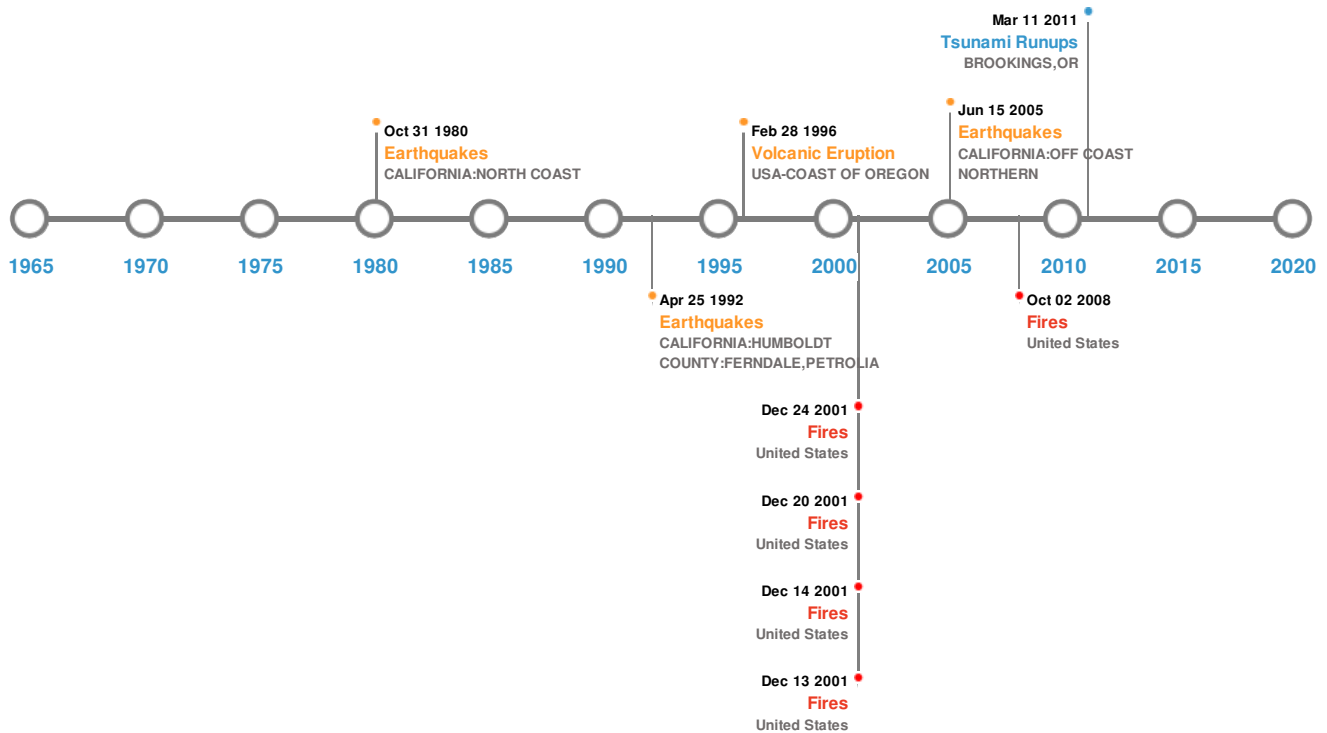 Mar 11 2011
Tsunami Runups
BROOKINGS,OR
Oct 31 1980
Earthquakes
CALIFORNIA:NORTH COAST
Feb 28 1996
Volcanic Eruption
USA-COAST OF OREGON
Jun 15 2005
Earthquakes
CALIFORNIA:OFF COAST
NORTHERN
1965 1970 1975 1980 1985 1990 1995 2000 2005 2010 2015 2020
Apr 25 1992
Earthquakes
CALIFORNIA:HUMBOLDT
COUNTY:FERNDALE,PETROLIA
Oct 02 2008
Fires
United States
Dec 24 2001
Fires
United States
Dec 20 2001
Fires
United States
Dec 14 2001
Fires
United States
Dec 13 2001
Fires
United States